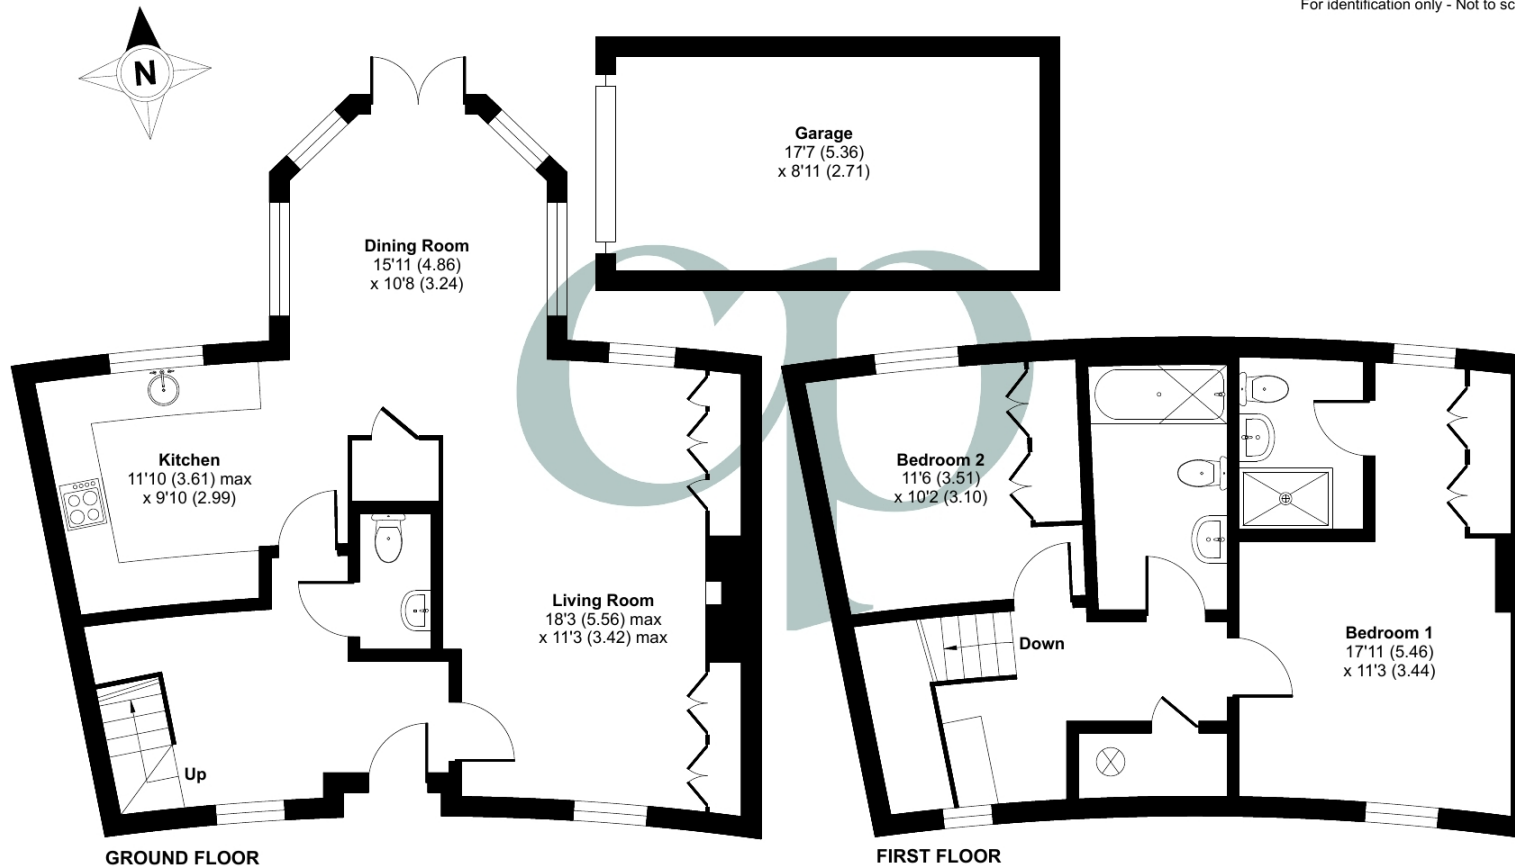 For identification only - Not to sc
N
Garage
17'7 (5.36)
x 8'11 (2.71)
Dining Room
15'11 (4.86)
x 10'8 (3.24)
cp
Kitchen
11'10 (3.61) max
x 9'10 (2.99)
Living Room
18'3 (5.56) max
x 11'3 (3.42) max
Up
GROUND FLOOR
Bedroom 2
11'6 (3.51)
x 10'2 (3.10)
Down
Bedroom 1
17'11 (5.46)
x 11'3 (3.44)
FIRST FLOOR